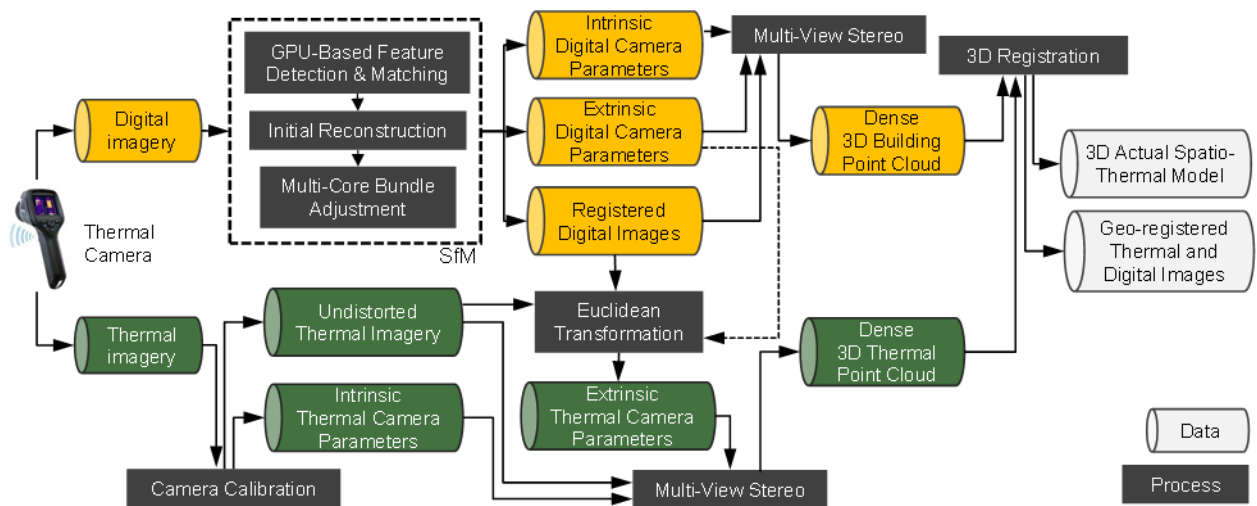 GPU-Based Feature
Detection & Matching
Initial Reconstruction
Multi-Core Bundle
Adjustment
SfM
Digital
imagery
Thermal
Camera
Thermal
imagery
Intrinsic
Digital Camera
Parameters
Extrinsic
Digital Camera
Parameters
Registered
Digital Images
Multi-View Stereo
Dense
3D Building
Point Cloud
3D Registration
3D Actual Spatio-
Thermal Model
Geo-registered
Thermal and
Digital Images
Undistorted
Thermal Imagery
Euclidean
Transformation
Intrinsic
Thermal Camera
Parameters
Extrinsic
Thermal Camera
Parameters
Dense
3D Thermal
Point Cloud
Camera Calibration
Multi-View Stereo
Data
Process